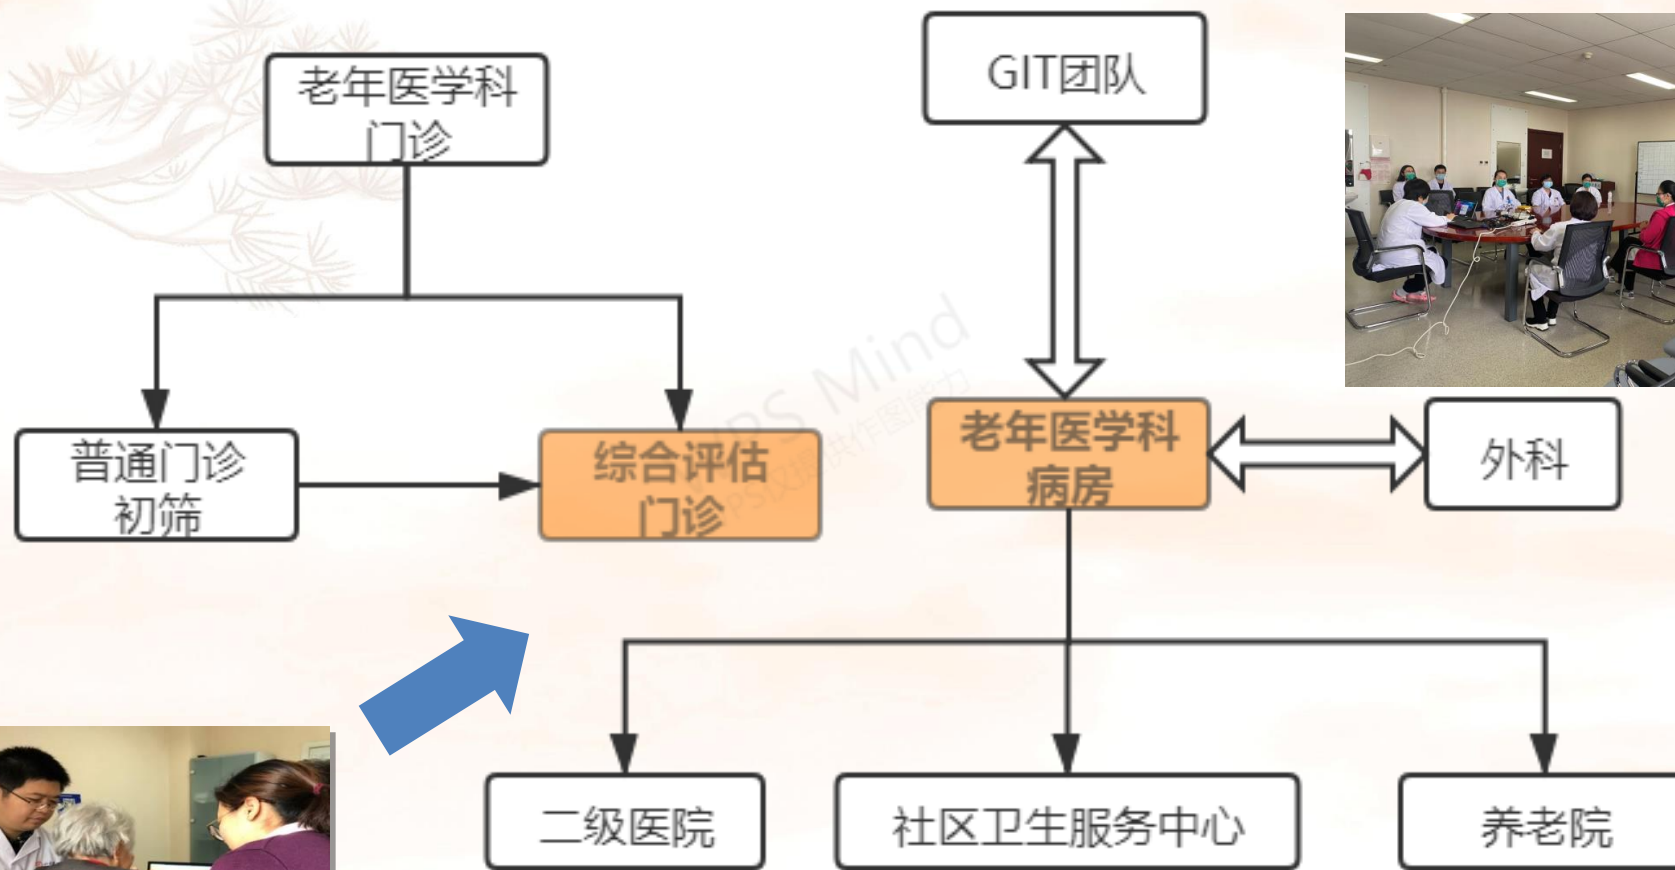 老年医学科
门诊
GIT团队
普通门诊
初筛
综合评估
门诊
老年医学科
病房
外科
二级医院
社区卫生服务中心
养老院